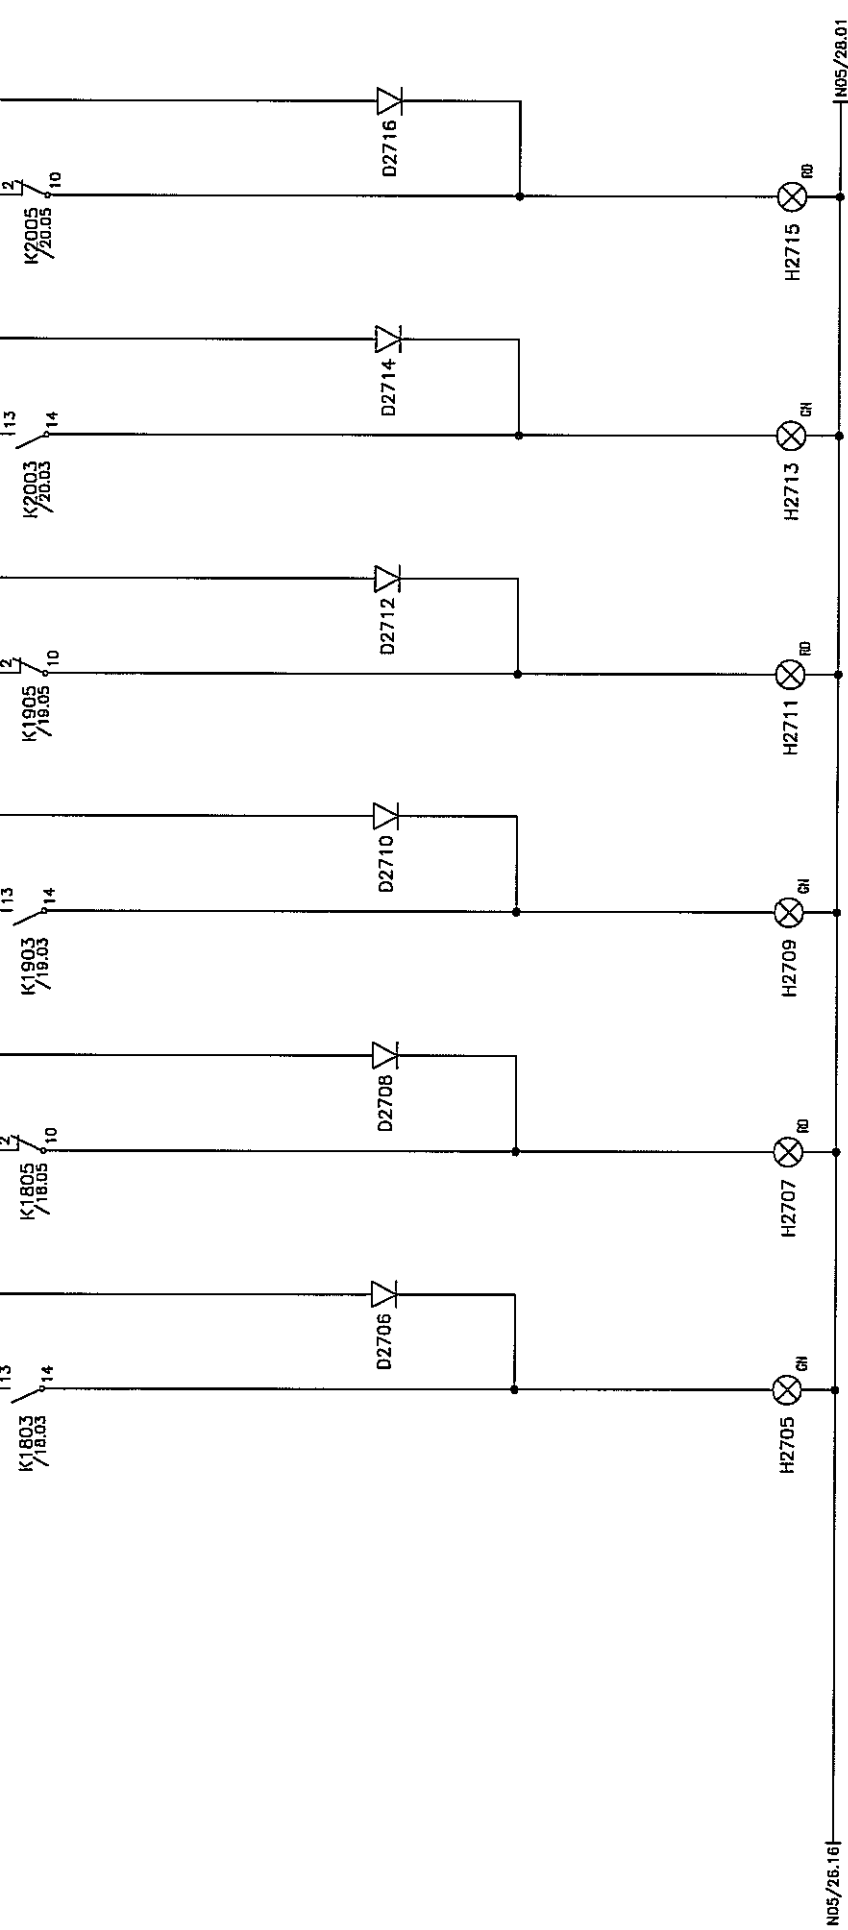 N05/28.01
D2716
2
10
K2005
/20.05
RD
H2715
D2714
13
14
K2003
/20.03
GN
H2713
D2712
2
10
K1905
/19.05
RD
H2711
D2710
13
14
K1903
/19.03
GN
H2709
D2708
2
10
K1805
/18.05
RD
H2707
D2706
13
14
K1803
/18.03
GN
H2705
N05/26.16